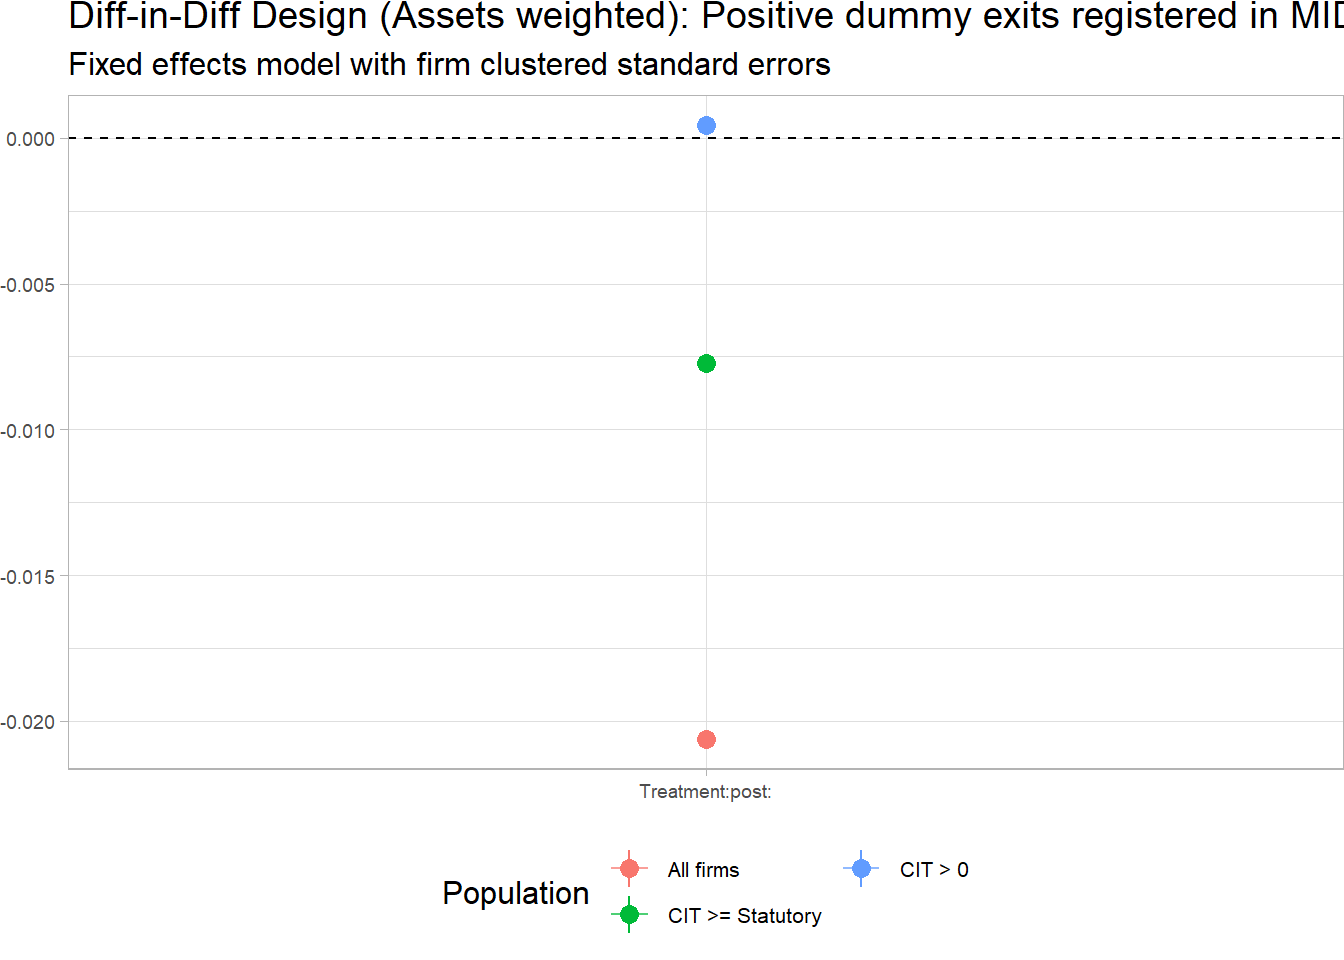 Diff-in-Diff Design (Assets weighted): Positive dummy exits registered in MID
Fixed effects model with firm clustered standard errors
0.000
-0.005
-0.010
-0.015
-0.020
Treatment:post:
Population
All firms
CIT > 0
CIT >= Statutory